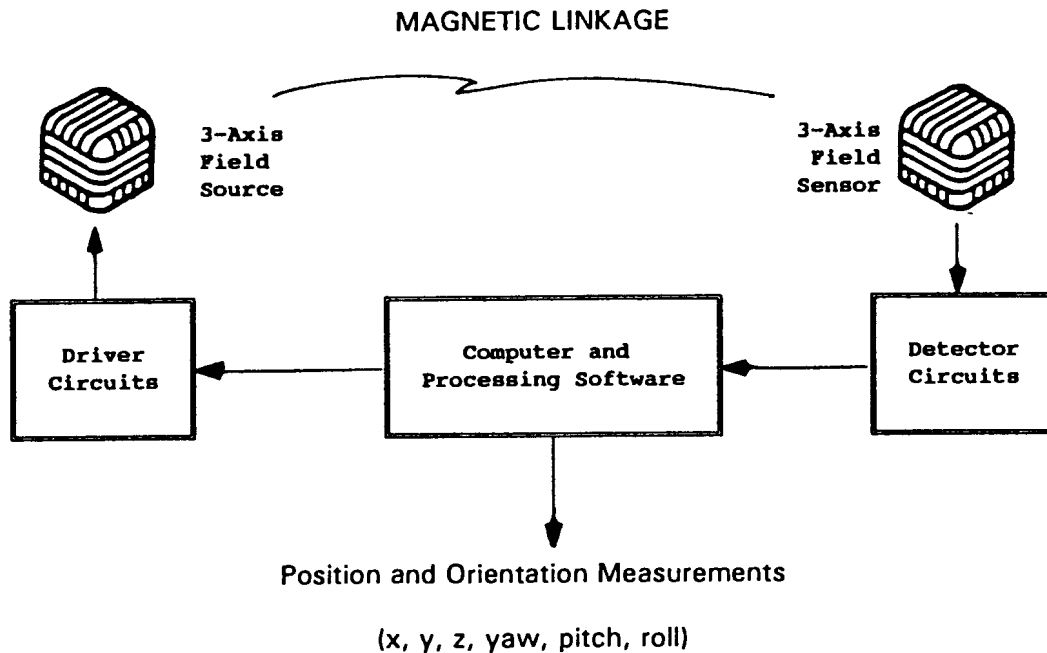 MAGNETIC LINKAGE
3-Axis
Field
Source
3-Axis
Field
Sensor
Driver
Circuits
Computer and
Processing Software
Detector
Circuits
Position and Orientation Measurements
(x, y, z, yaw, pitch, roll)